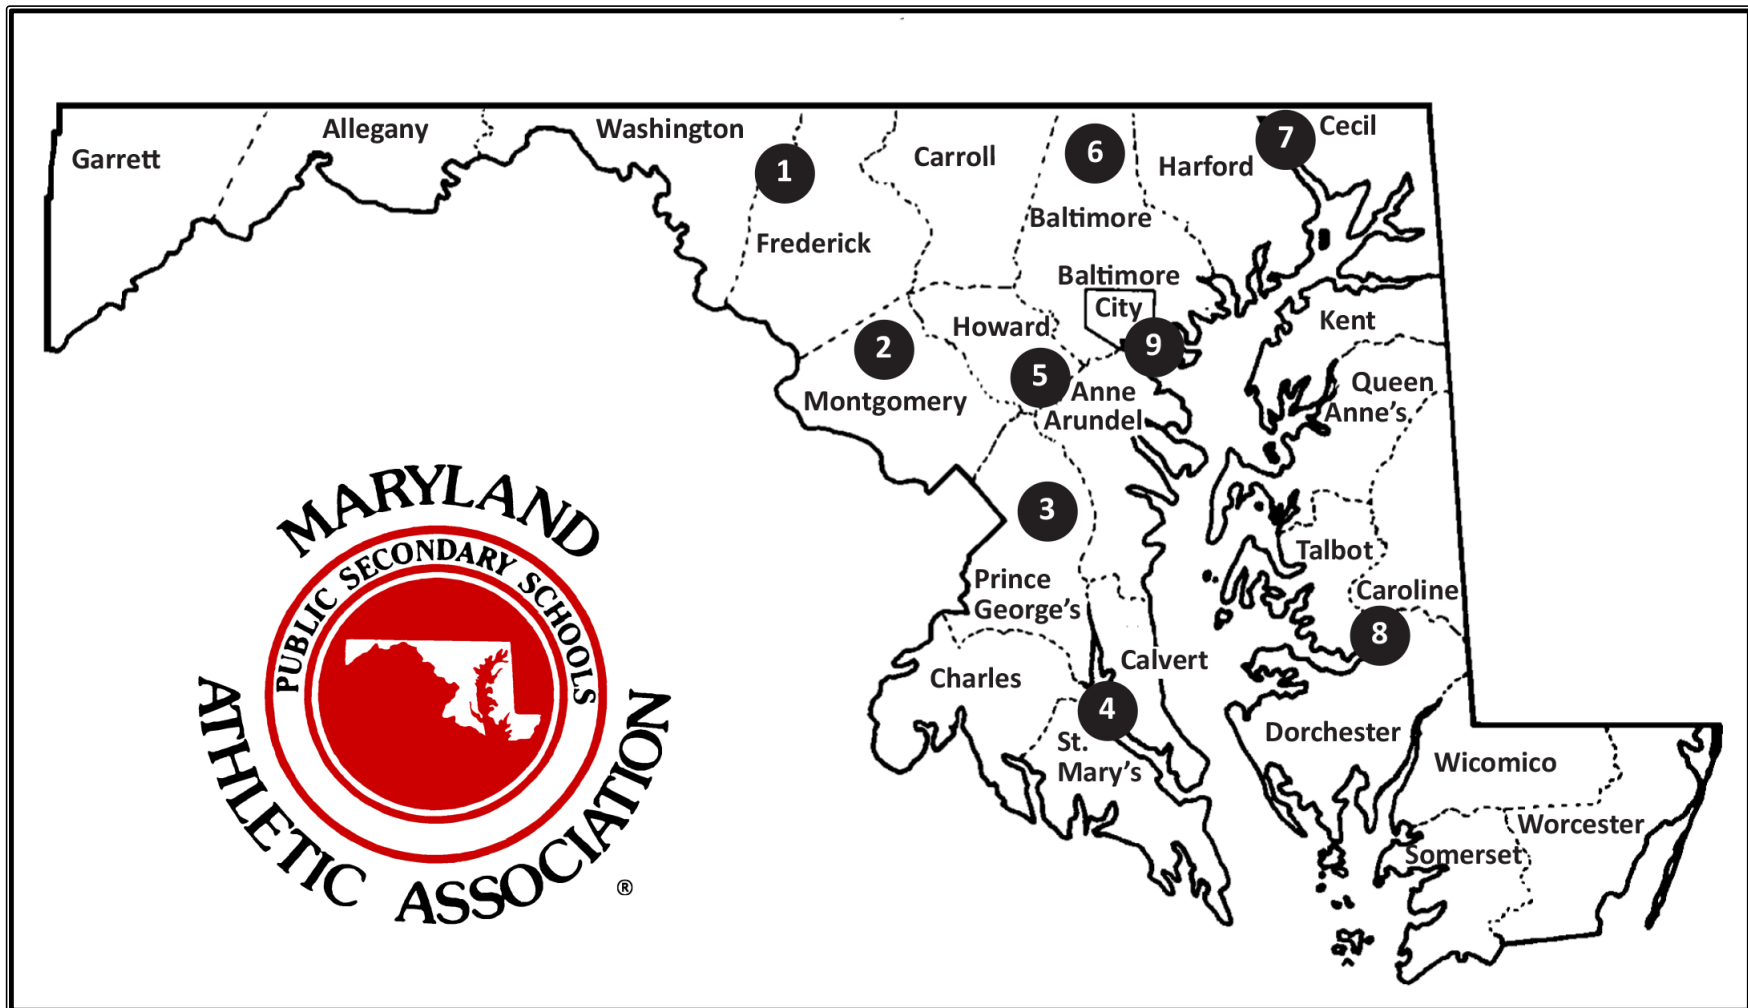 Garrett
Allegany
Washington
1
Frederick
Carroll
6
Baltimore
Harford
7
Cecil
Baltimore
City
9
Howard
5
2
Montgomery
Anne
Arundel
Kent
Queen
Anne's
3
Prince
George's
Talbot
Caroline
8
Charles
Calvert
4
St.
Mary's
Dorchester
Wicomico
Worcester
Somerset
MARYLAND
PUBLIC SECONDARY SCHOOLS
ATHLETIC ASSOCIATION
®